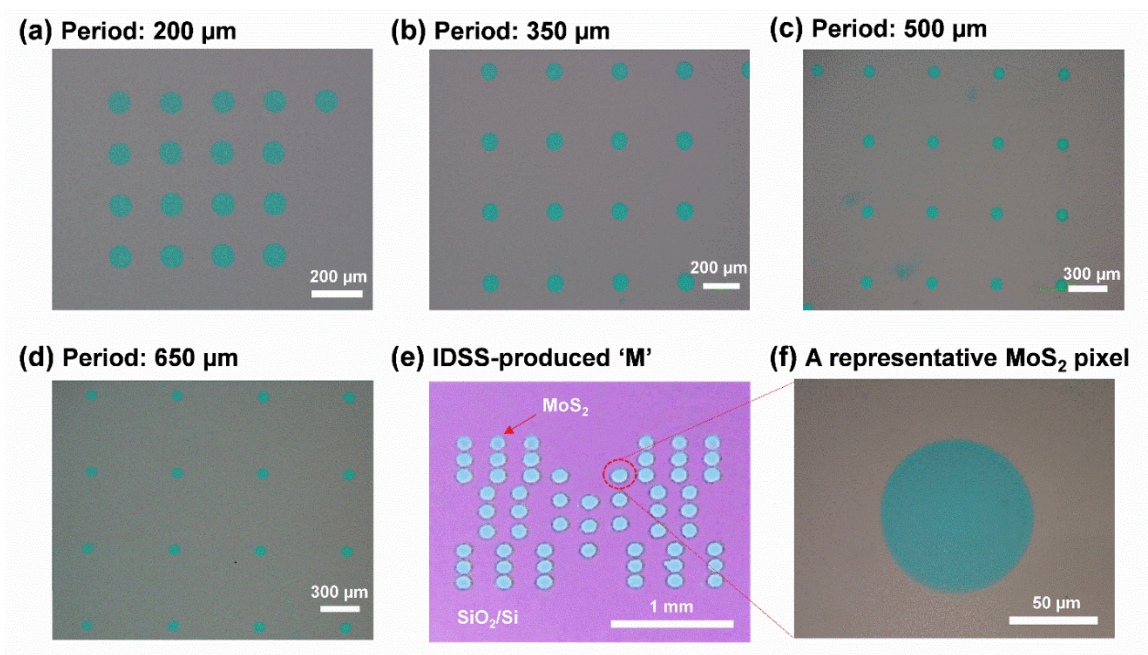 (a) Period: 200 µm
(b) Period: 350 µm
(c) Period: 500 µm
200 µm
200 µm
300 µm
(d) Period: 650 µm
(e) IDSS-produced ‘M’
(f) A representative MoS₂ pixel
MoS₂
300 µm
SiO₂/Si
1 mm
50 µm